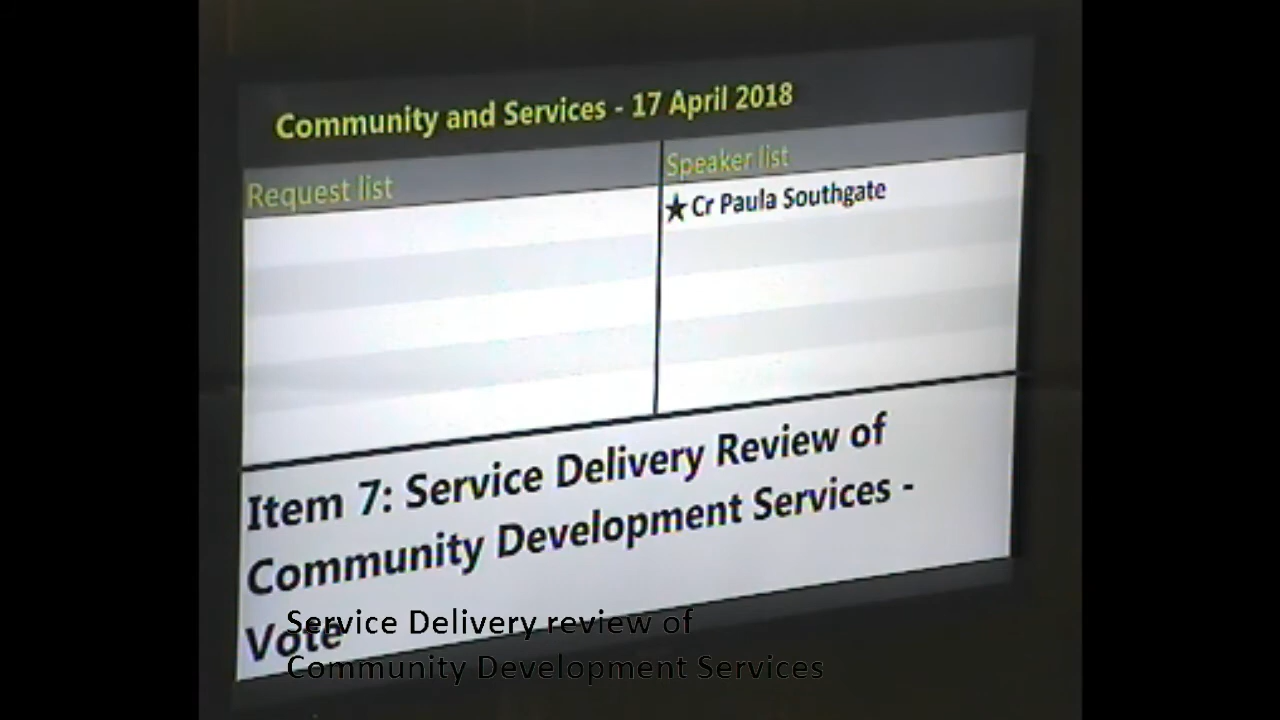 Community and Services - 17 April 2018
Request list
Speaker list
★ Cr Paula Southgate
Item 7: Service Delivery Review of
Community Development Services -
Vote
Service Delivery review of
Community Development Services